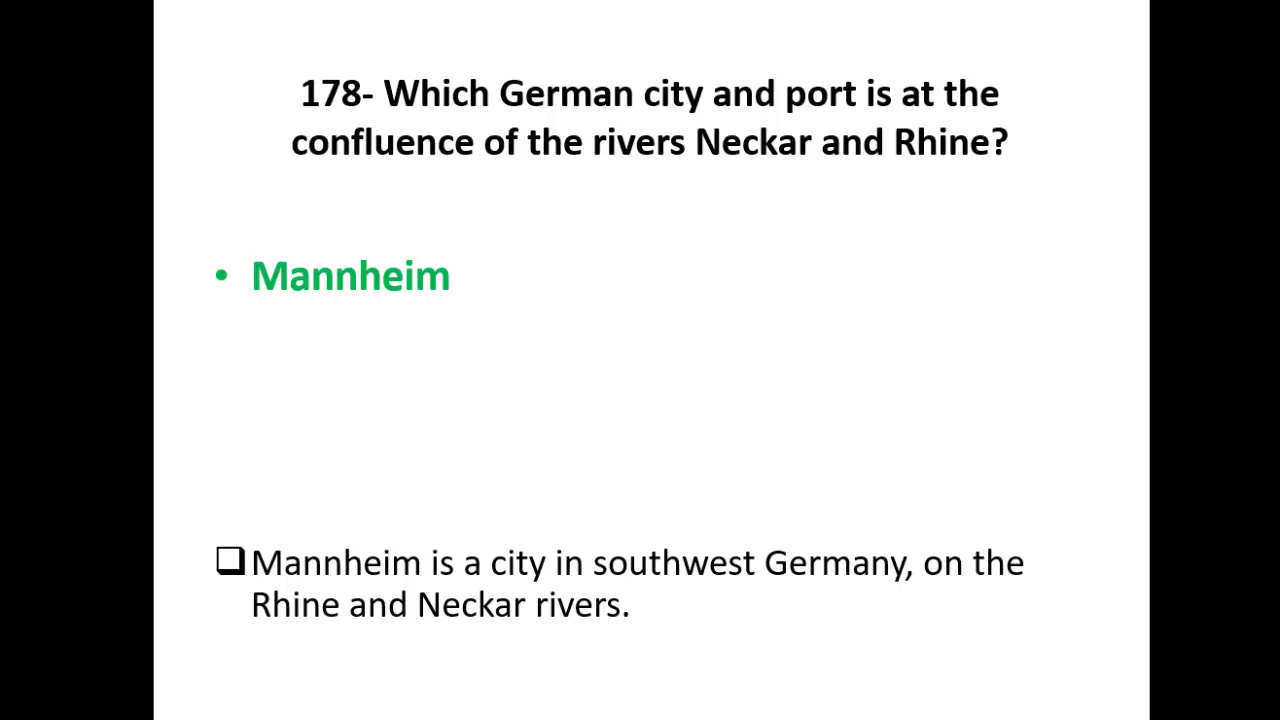 178- Which German city and port is at the
confluence of the rivers Neckar and Rhine?
• Mannheim
❑ Mannheim is a city in southwest Germany, on the
Rhine and Neckar rivers.